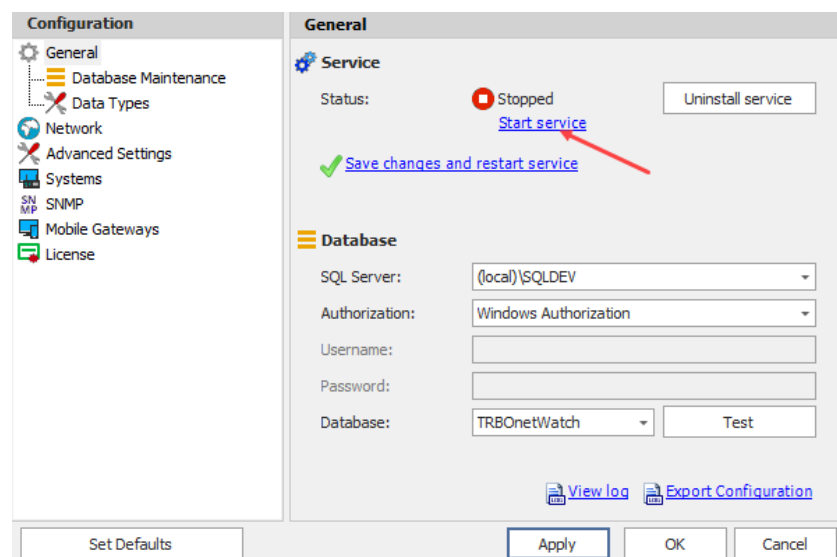 Configuration
General
Database Maintenance
Data Types
Network
Advanced Settings
Systems
SN
MP
SNMP
Mobile Gateways
License
General
Service
Status:
Stopped
Uninstall service
Start service
Save changes and restart service
Database
SQL Server:
(local)\SQLDEV
Authorization:
Windows Authorization
Username:
Password:
Database:
TRBOnetWatch
Test
LOG
View log
LOG
Export Configuration
Set Defaults
Apply
OK
Cancel